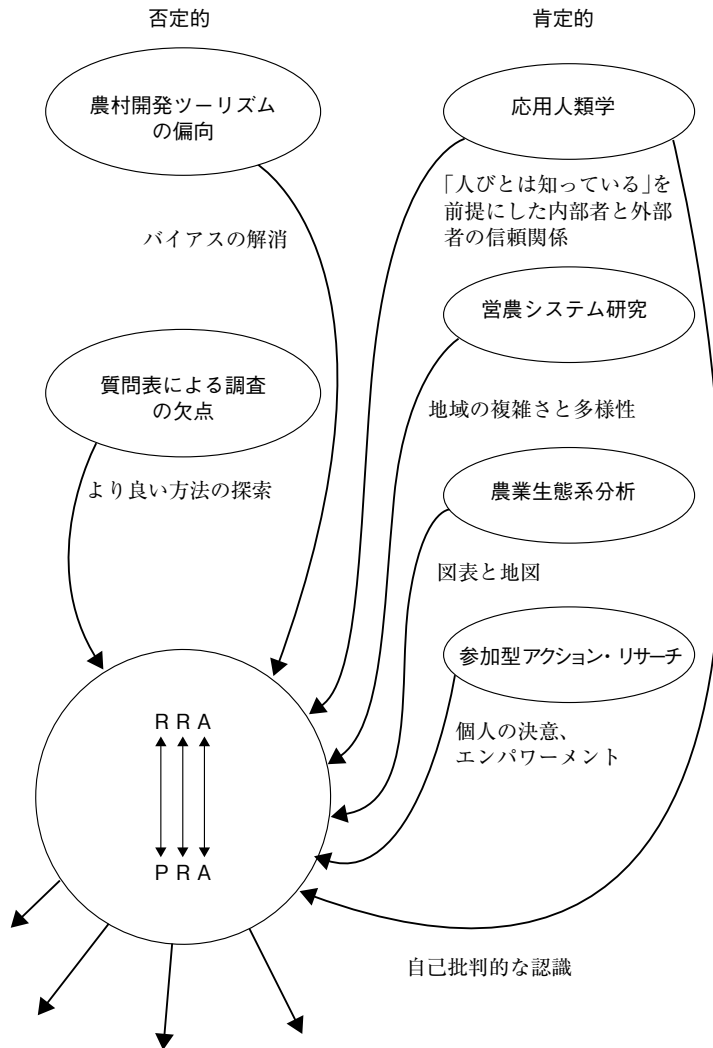 否定的
肯定的
農村開発ツーリズム
の偏向
応用人類学
「人びとは知っている」を
前提にした内部者と外部
者の信頼関係
バイアスの解消
営農システム研究
質問表による調査
の欠点
地域の複雑さと多様性
より良い方法の探索
農業生態系分析
図表と地図
参加型アクション・リサーチ
個人の決意、
エンパワーメント
RRA
PRA
自己批判的な認識